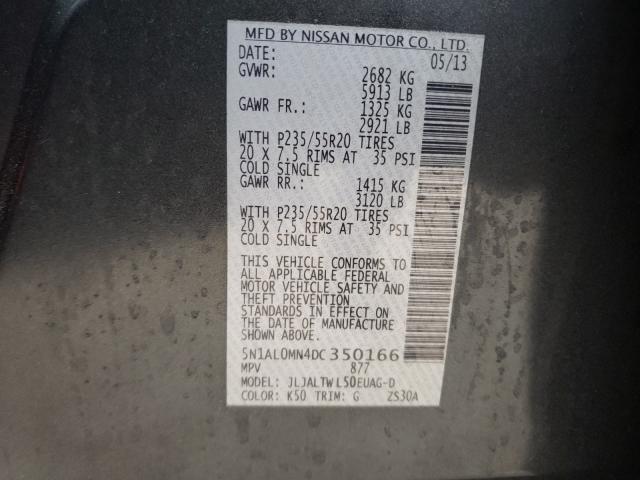 MFD BY NISSAN MOTOR CO., LTD.
DATE: 05/13
GVWR: 2682 KG
5913 LB
GAWR FR.: 1325 KG
2921 LB
WITH P235/55R20 TIRES
20 X 7.5 RIMS AT 35 PSI
COLD SINGLE
GAWR RR.: 1415 KG
3120 LB
WITH P235/55R20 TIRES
20 X 7.5 RIMS AT 35 PSI
COLD SINGLE
THIS VEHICLE CONFORMS TO
ALL APPLICABLE FEDERAL
MOTOR VEHICLE SAFETY AND
THEFT PREVENTION
STANDARDS IN EFFECT ON
THE DATE OF MANUFACTURE
SHOWN ABOVE.
5N1AL0MN4DC350166
MPV 877
MODEL: JLJALTWL50EUAG-D
COLOR: K50 TRIM: G ZS30A